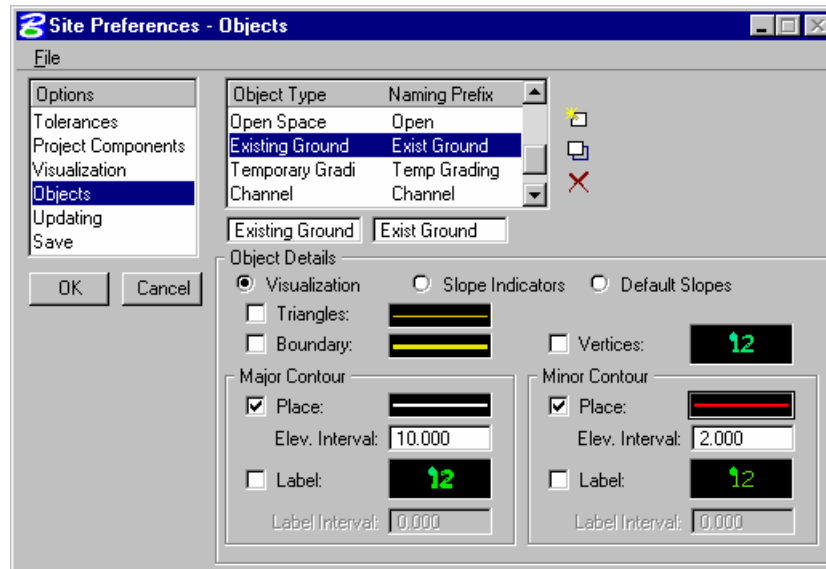 Site Preferences - Objects
File
Options
Tolerances
Project Components
Visualization
Objects
Updating
Save
OK
Cancel
Object Type Naming Prefix
Open Space Open
Existing Ground Exist Ground
Temporary Gradi Temp Grading
Channel Channel
Existing Ground Exist Ground
Object Details
Visualization Slope Indicators Default Slopes
Triangles:
Boundary: Vertices: 12
Major Contour
Place:
Elev. Interval: 10.000
Label: 12
Label Interval: 0.000
Minor Contour
Place:
Elev. Interval: 2.000
Label: 12
Label Interval: 0.000